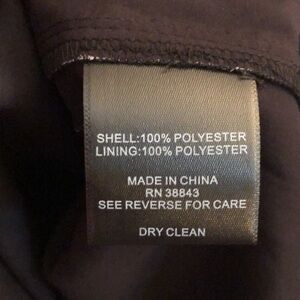 SHELL:100% POLYESTER
LINING:100% POLYESTER
MADE IN CHINA
RN 38843
SEE REVERSE FOR CARE
DRY CLEAN